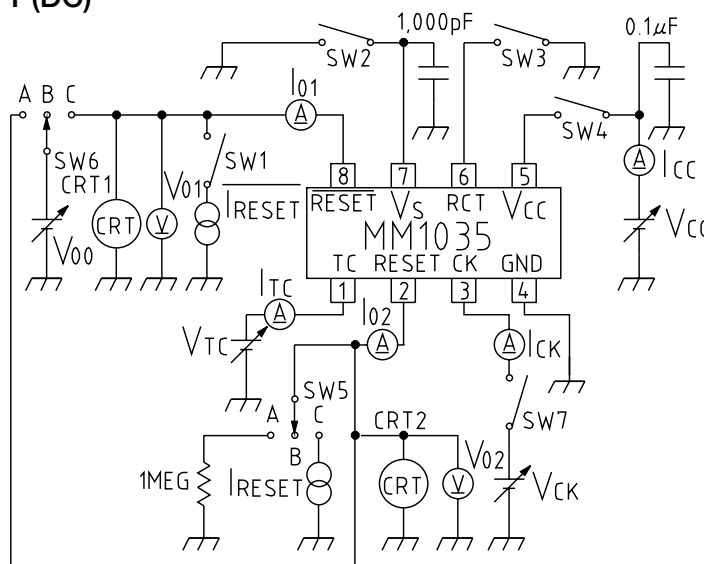 1 (DC)
1,000pF
0.1µF
SW2
SW3
I01
SW4
A B C
A
SW1
A
ICC
SW6
8 7 6 5
CRT1
V01
IRESET
RESET VS RCT VCC
CRT
V
MM1035
V00
VCC
TC RESET CK GND
ITC
1 2 3 4
I02
A
VTC
A
A
ICK
SW5
A C
CRT2
SW7
B
V02
1MEG
IRESET
CRT
V
VCK